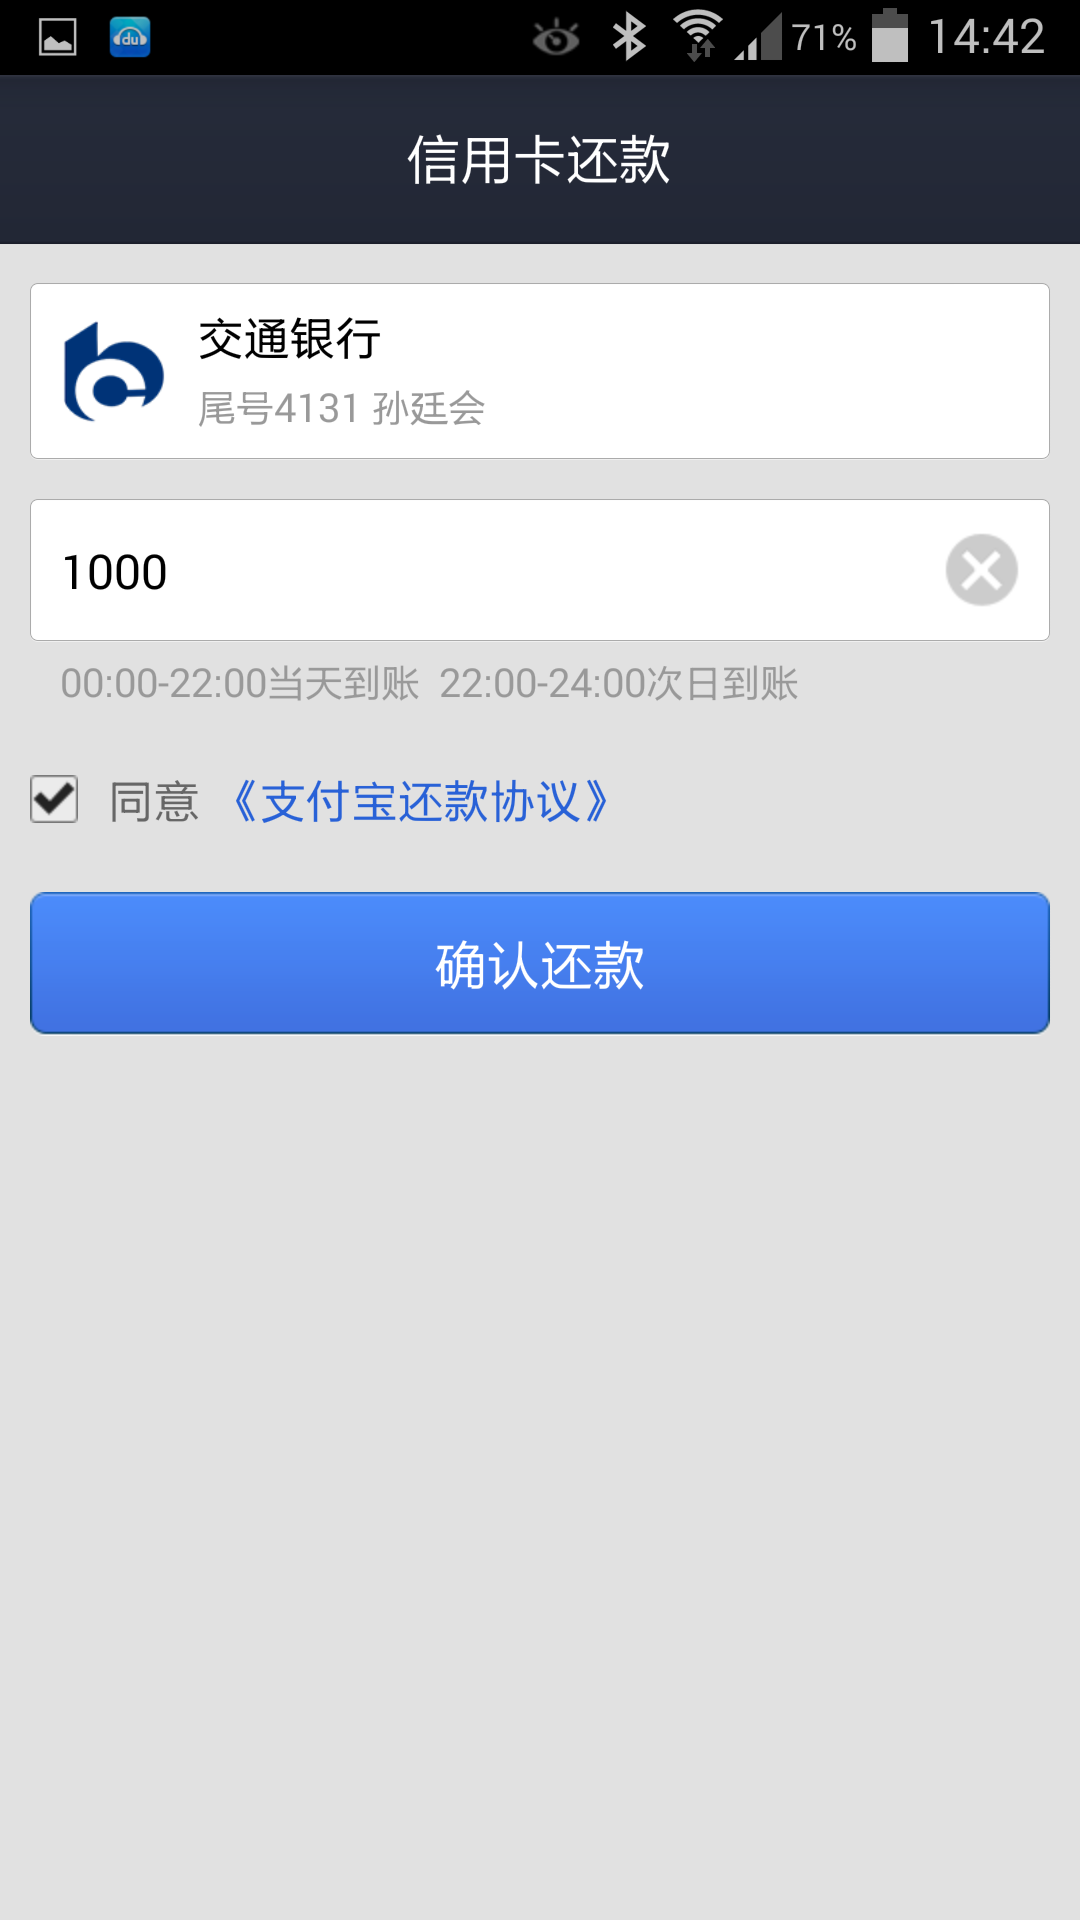 du
71%
14:42
信用卡还款
交通银行
尾号4131 孙廷会
1000
00:00-22:00当天到账 22:00-24:00次日到账
同意 《支付宝还款协议》
确认还款